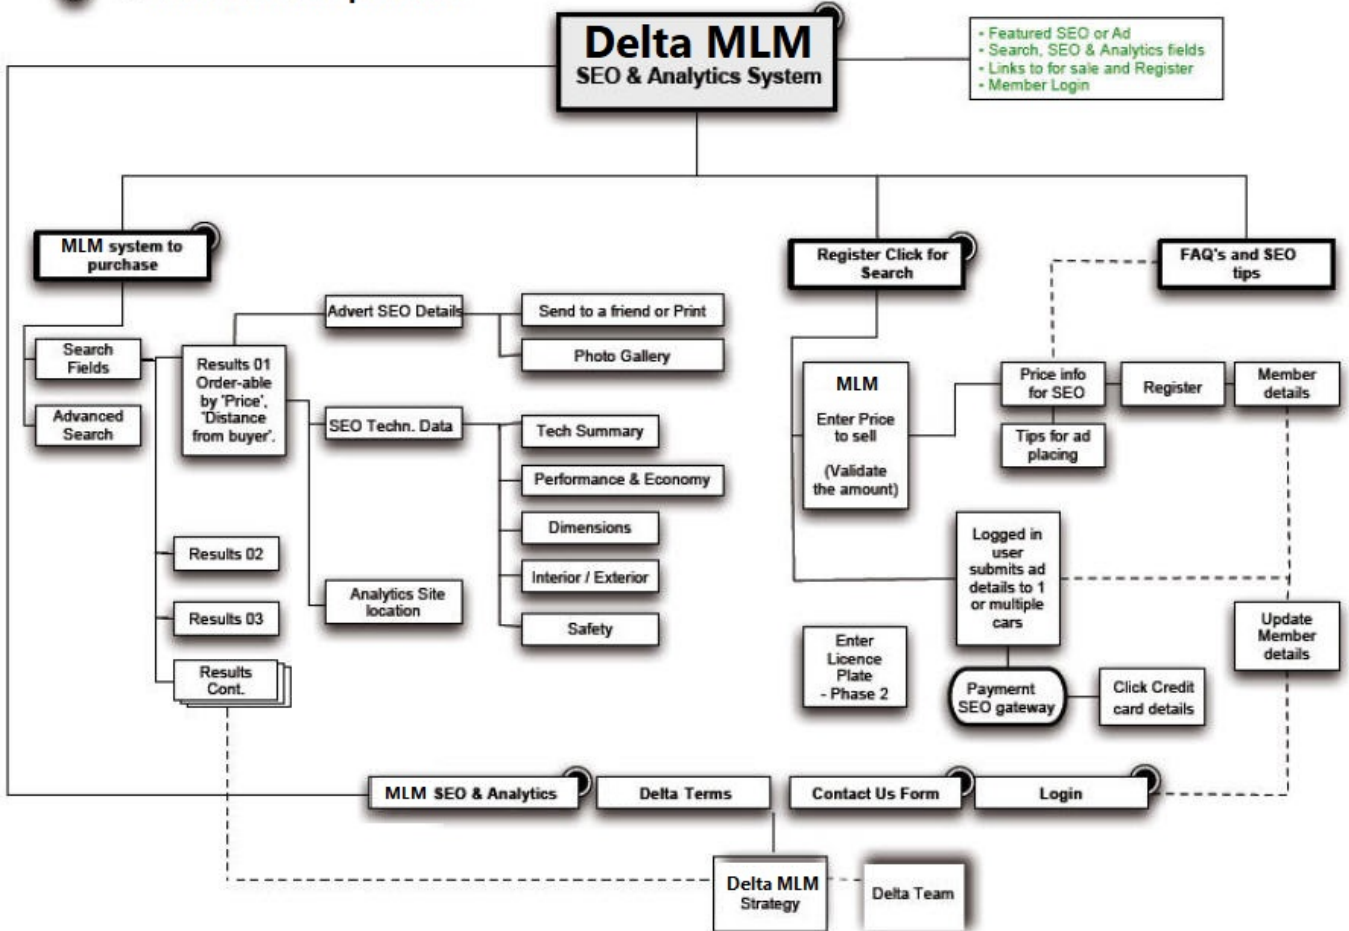 Delta MLM
SEO & Analytics System
- Featured SEO or Ad
- Search, SEO & Analytics fields
- Links to for sale and Register
- Member Login
MLM system to
purchase
Register Click for
Search
FAQ's and SEO
tips
Search
Fields
Advanced
Search
Results 01
Order-able
by 'Price',
'Distance
from buyer'.
Results 02
Results 03
Results
Cont.
Advert SEO Details
SEO Techn. Data
Analytics Site
location
Send to a friend or Print
Photo Gallery
Tech Summary
Performance & Economy
Dimensions
Interior / Exterior
Safety
MLM
Enter Price
to sell
(Validate
the amount)
Price info
for SEO
Tips for ad
placing
Register
Member
details
Logged in
user
submits ad
details to 1
or multiple
cars
Enter
Licence
Plate
- Phase 2
Paymernt
SEO gateway
Click Credit
card details
Update
Member
details
MLM SEO & Analytics
Delta Terms
Contact Us Form
Login
Delta MLM
Strategy
Delta Team